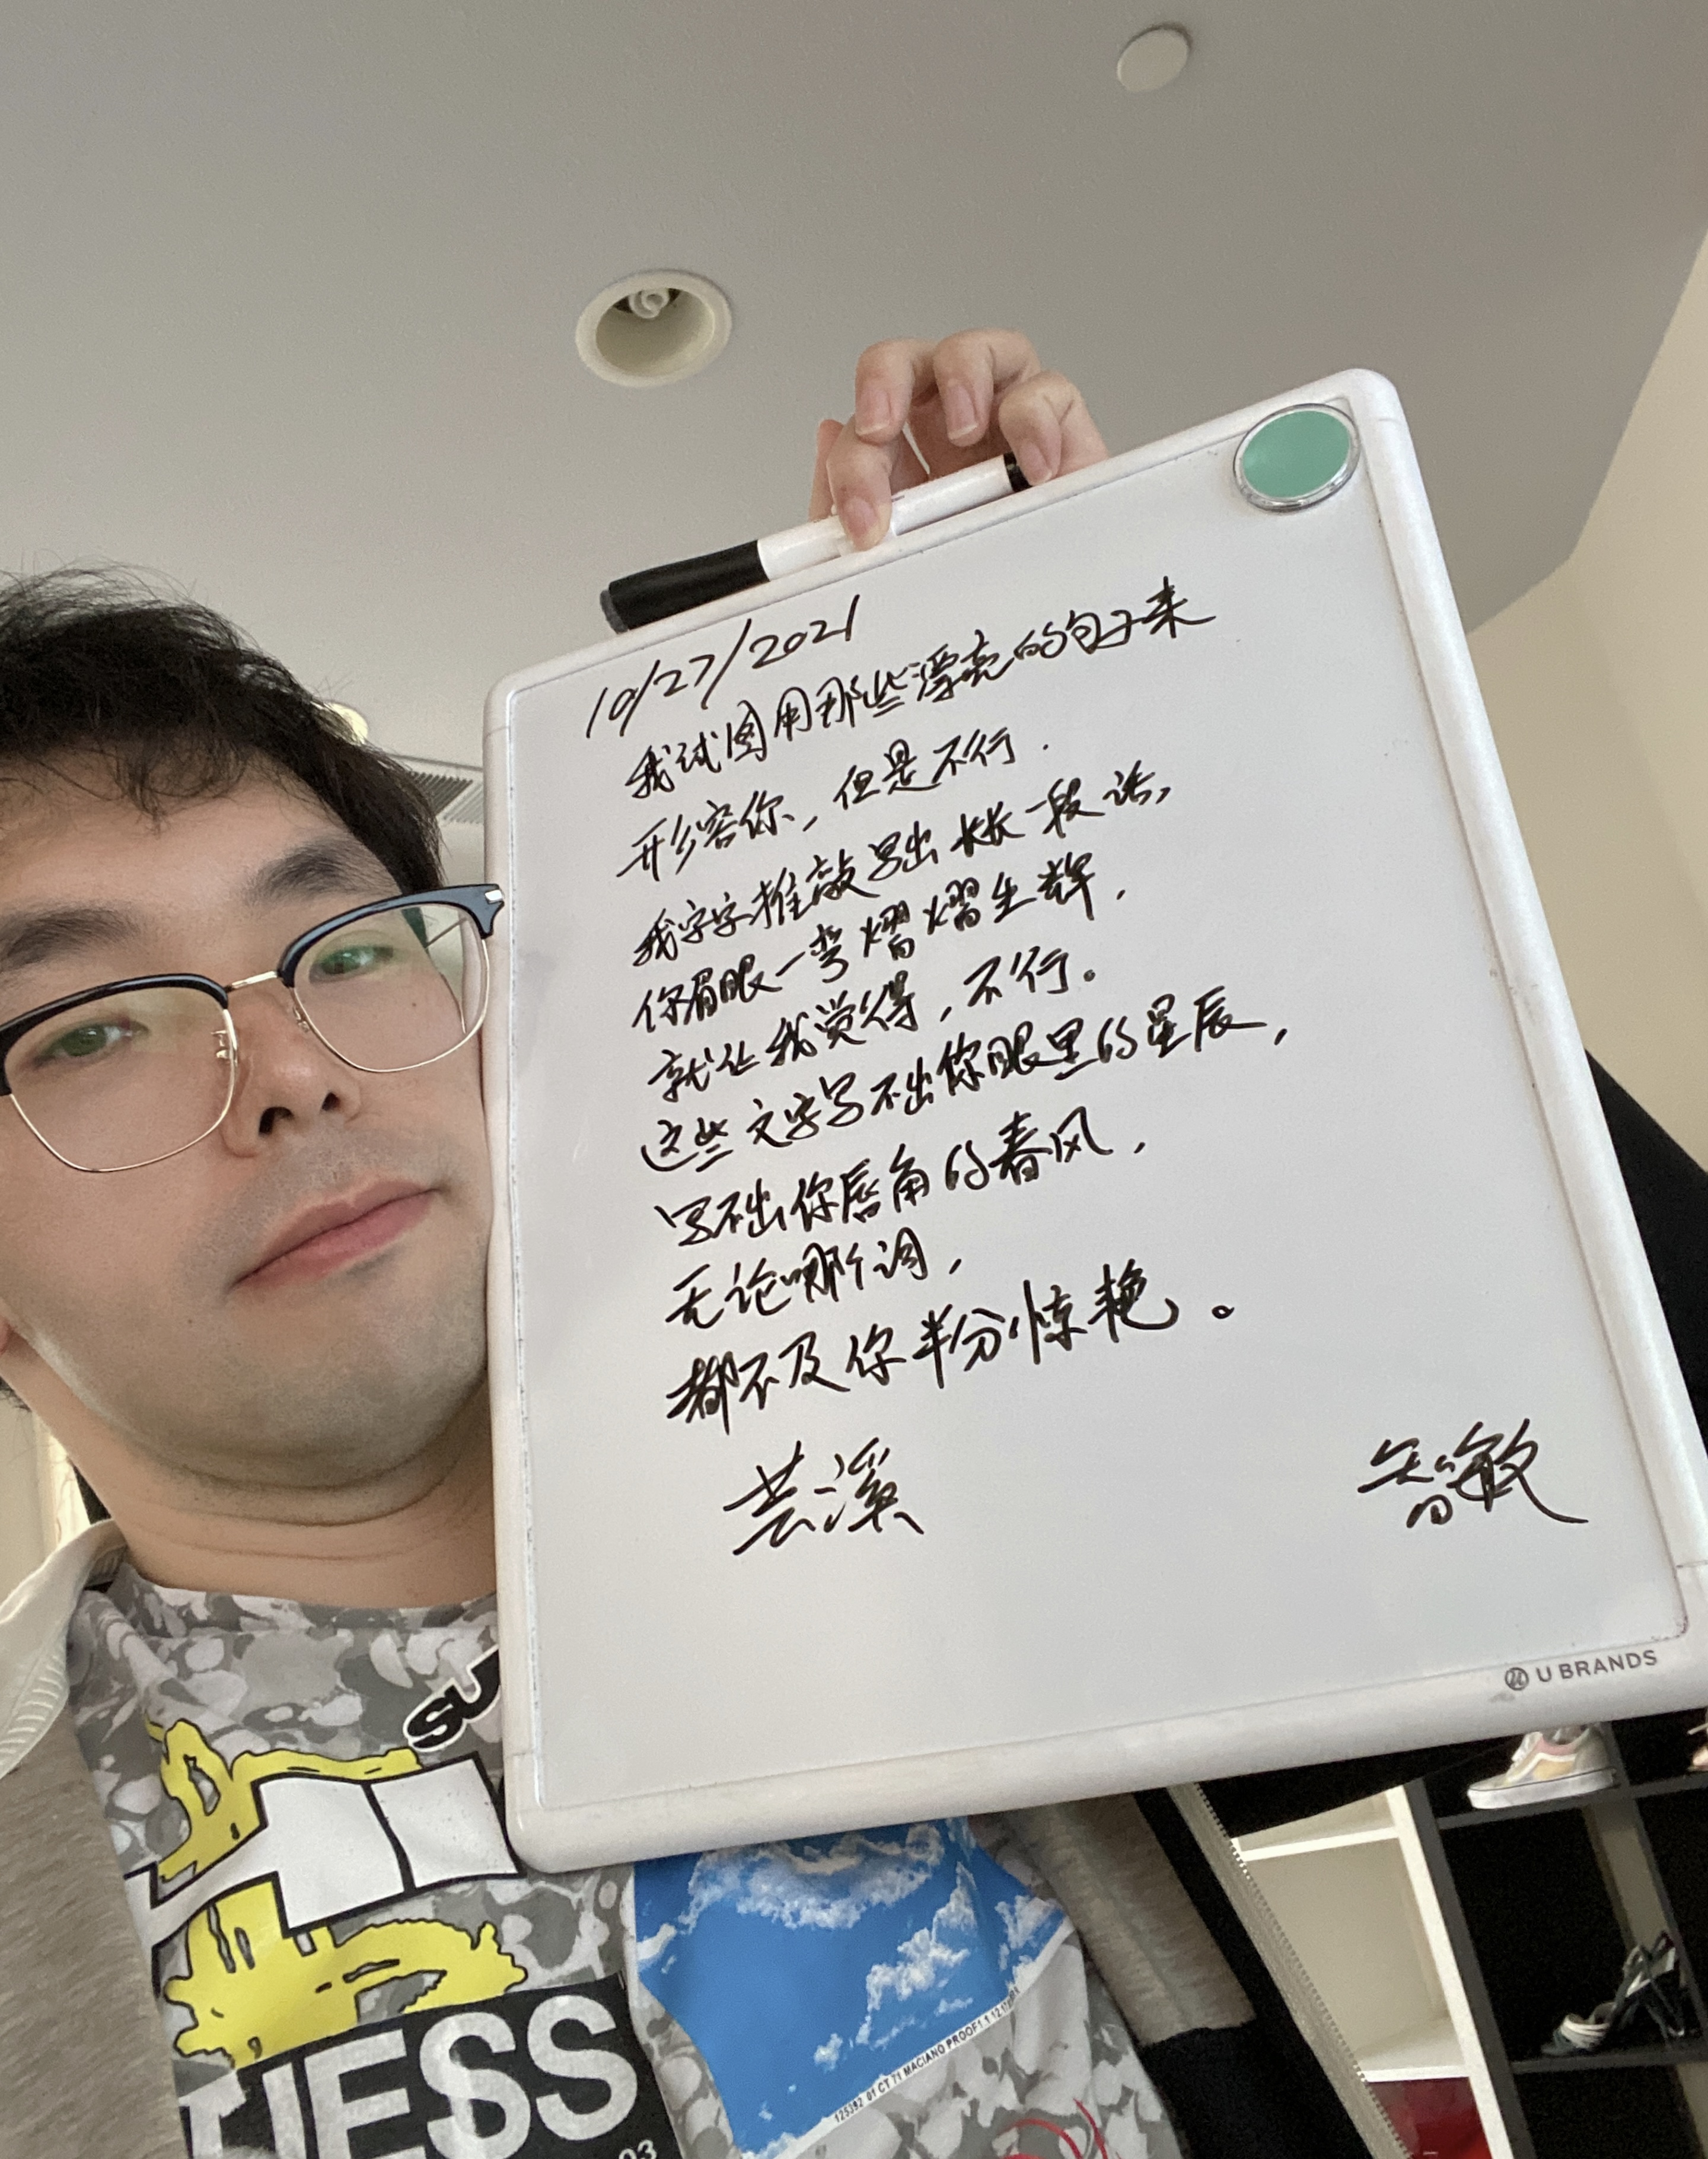 10/27/2021
我试图用那些漂亮的句子来
形容你，但是不行．
我字字推敲写出长长一段话，
你眉眼一弯熠熠生辉．
就让我觉得，不行。
这些文字写不出你眼里的星辰，
写不出你唇角的春风，
无论哪个词，
都不及你半分惊艳。
芸溪
智敏
U BRANDS
SU
JESS
03
125392 01 CT 71 MACIANO PROOF1.1 12.17